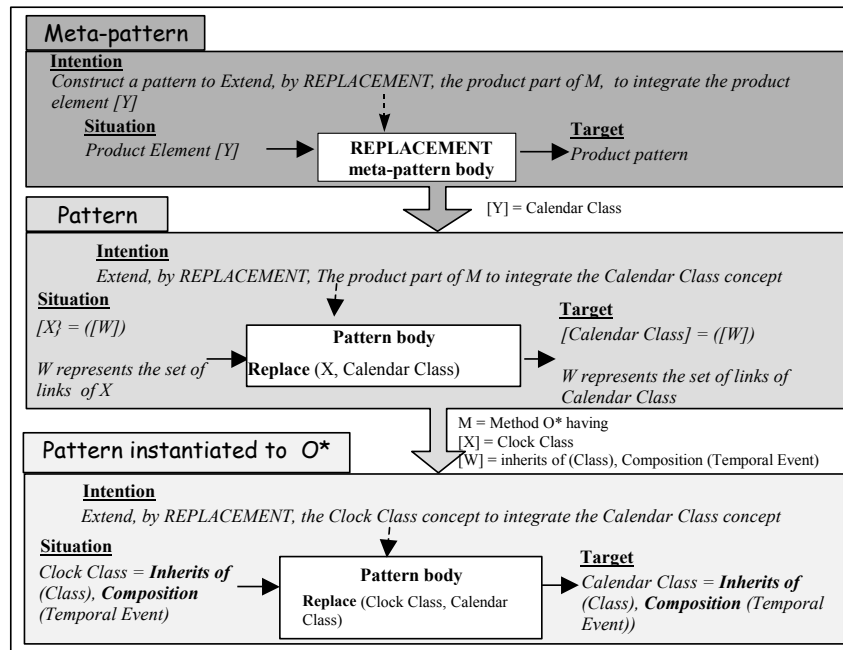 Meta-pattern
Intention
Construct a pattern to Extend, by REPLACEMENT, the product part of M, to integrate the product
element [Y]
Situation
Product Element [Y]
REPLACEMENT
meta-pattern body
Target
Product pattern
[Y] = Calendar Class
Pattern
Intention
Extend, by REPLACEMENT, The product part of M to integrate the Calendar Class concept
Situation
[X} = ([W])
W represents the set of
links of X
Pattern body
Replace (X, Calendar Class)
Target
[Calendar Class] = ([W])
W represents the set of links of
Calendar Class
M = Method O* having
[X] = Clock Class
[W] = inherits of (Class), Composition (Temporal Event)
Pattern instantiated to O*
Intention
Extend, by REPLACEMENT, the Clock Class concept to integrate the Calendar Class concept
Situation
Clock Class = Inherits of
(Class), Composition
(Temporal Event)
Pattern body
Replace (Clock Class, Calendar
Class)
Target
Calendar Class = Inherits of
(Class), Composition (Temporal
Event))